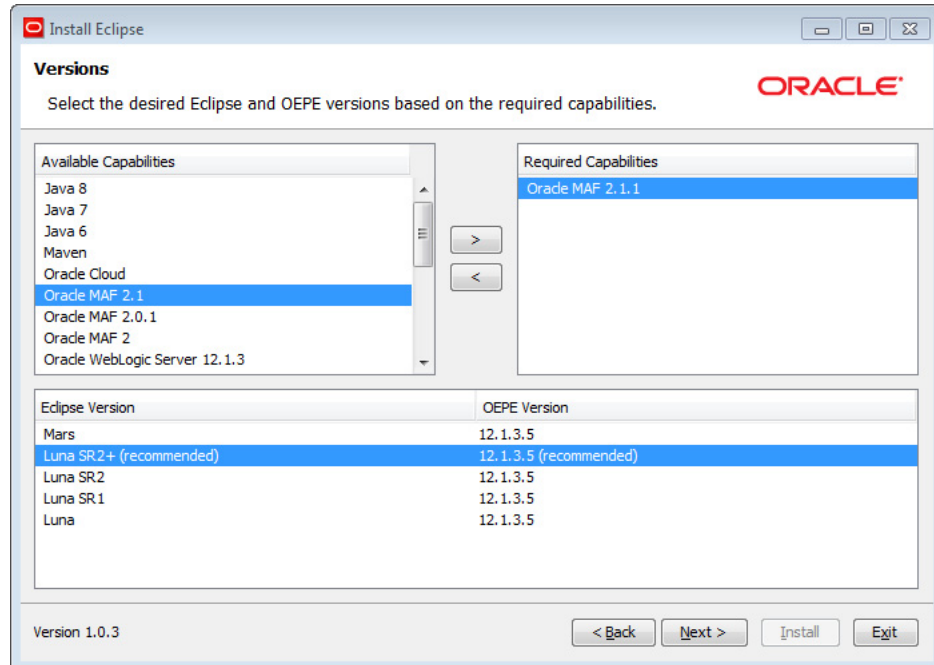 Install Eclipse
Versions
Select the desired Eclipse and OEPE versions based on the required capabilities.
ORACLE
Available Capabilities
Java 8
Java 7
Java 6
Maven
Oracle Cloud
Oracle MAF 2.1
Oracle MAF 2.0.1
Oracle MAF 2
Oracle WebLogic Server 12.1.3
>
<
Required Capabilities
Oracle MAF 2.1.1
Eclipse Version OEPE Version
Mars 12.1.3.5
Luna SR2+ (recommended) 12.1.3.5 (recommended)
Luna SR2 12.1.3.5
Luna SR1 12.1.3.5
Luna 12.1.3.5
Version 1.0.3 < Back Next > Install Exit